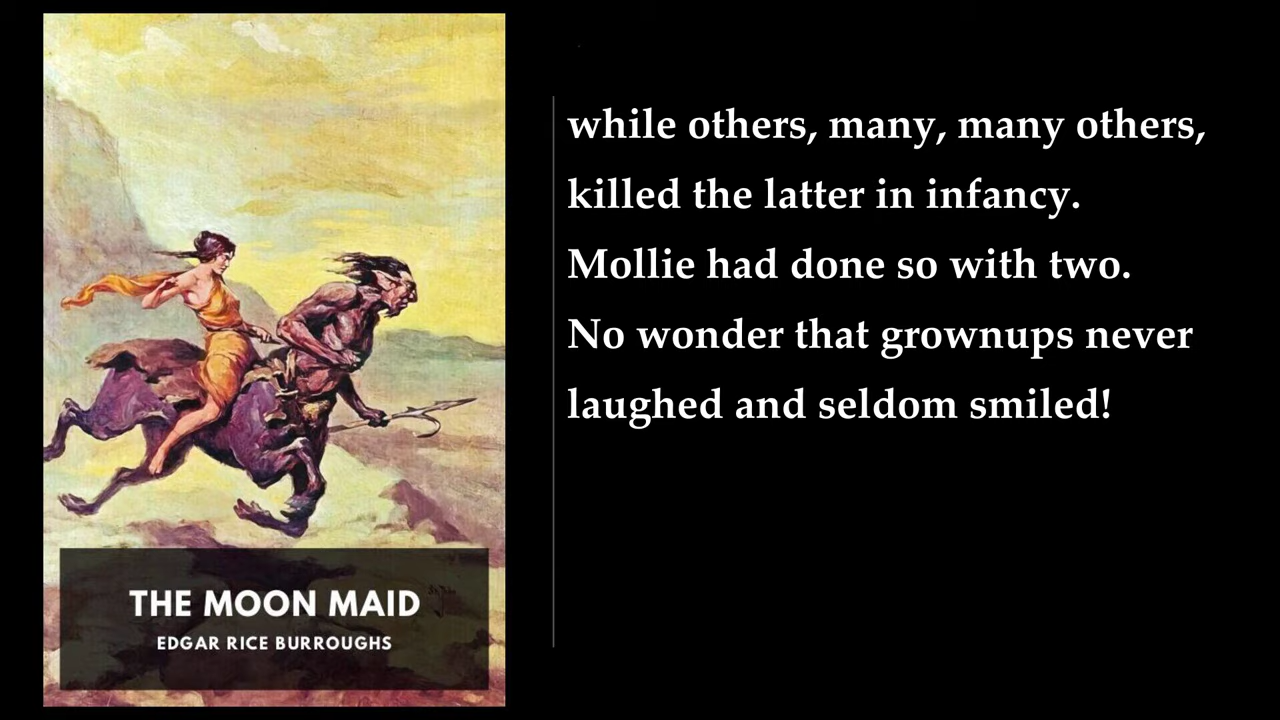 THE MOON MAID
EDGAR RICE BURROUGHS
while others, many, many others,
killed the latter in infancy.
Mollie had done so with two.
No wonder that grownups never
laughed and seldom smiled!